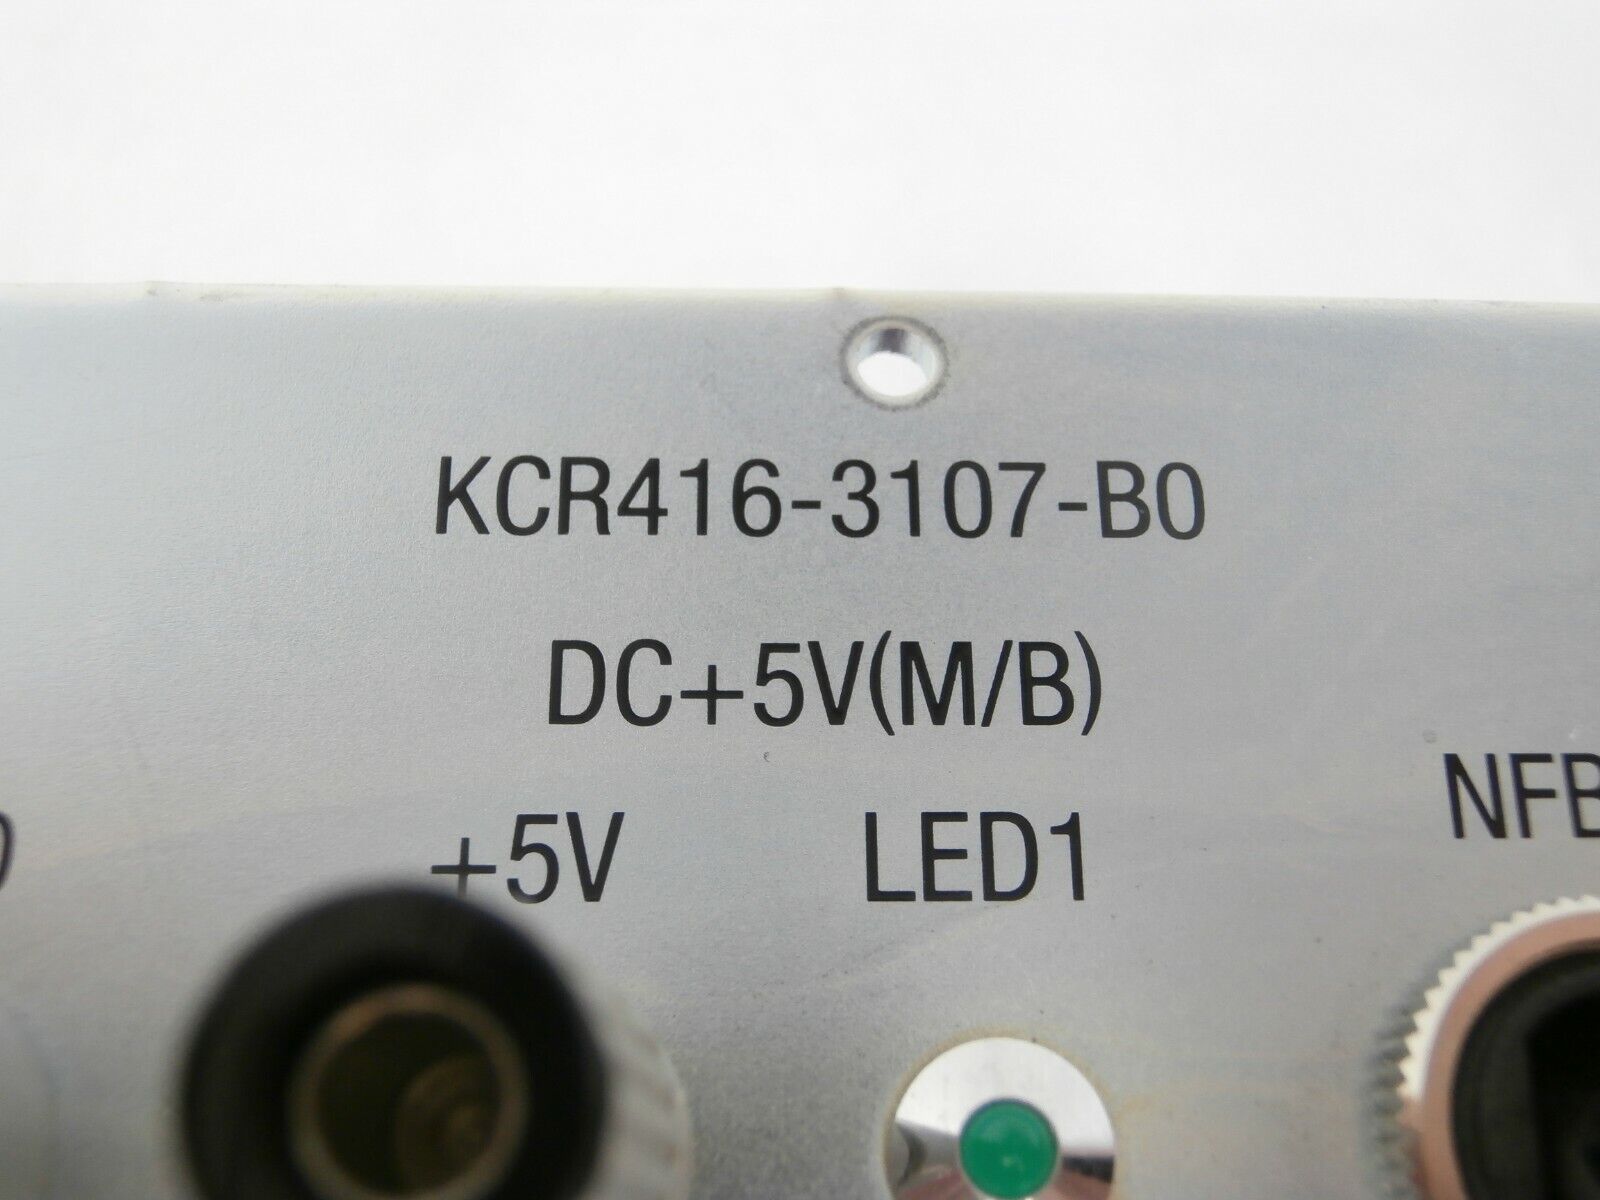 KCR416-3107-B0
DC+5V(M/B)
+5V LED1